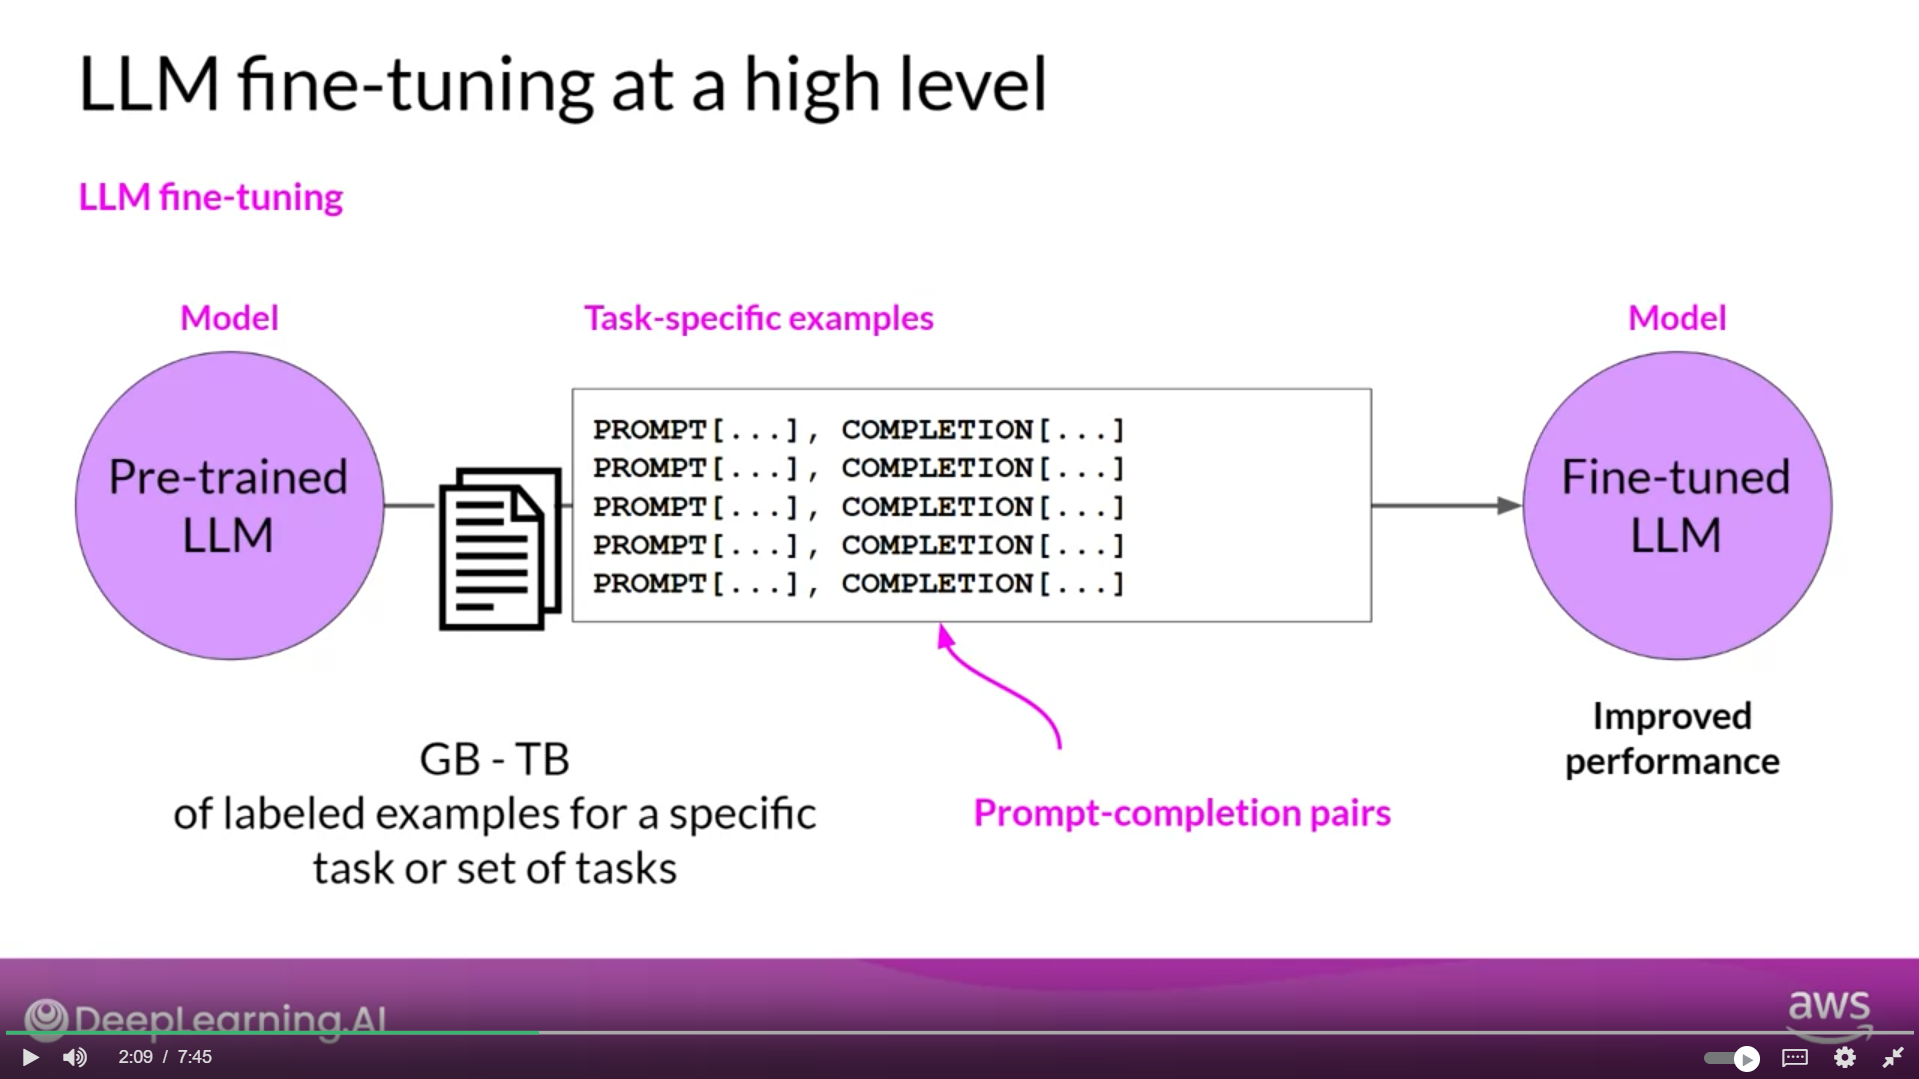 LLM fine-tuning at a high level
LLM fine-tuning
Model
Task-specific examples
Model
Pre-trained
LLM
PROMPT[...], COMPLETION[...]
PROMPT[...], COMPLETION[...]
PROMPT[...], COMPLETION[...]
PROMPT[...], COMPLETION[...]
PROMPT[...], COMPLETION[...]
Fine-tuned
LLM
GB - TB
of labeled examples for a specific
task or set of tasks
Prompt-completion pairs
Improved
performance
DeepLearning.AI
aws
2:09 / 7:45